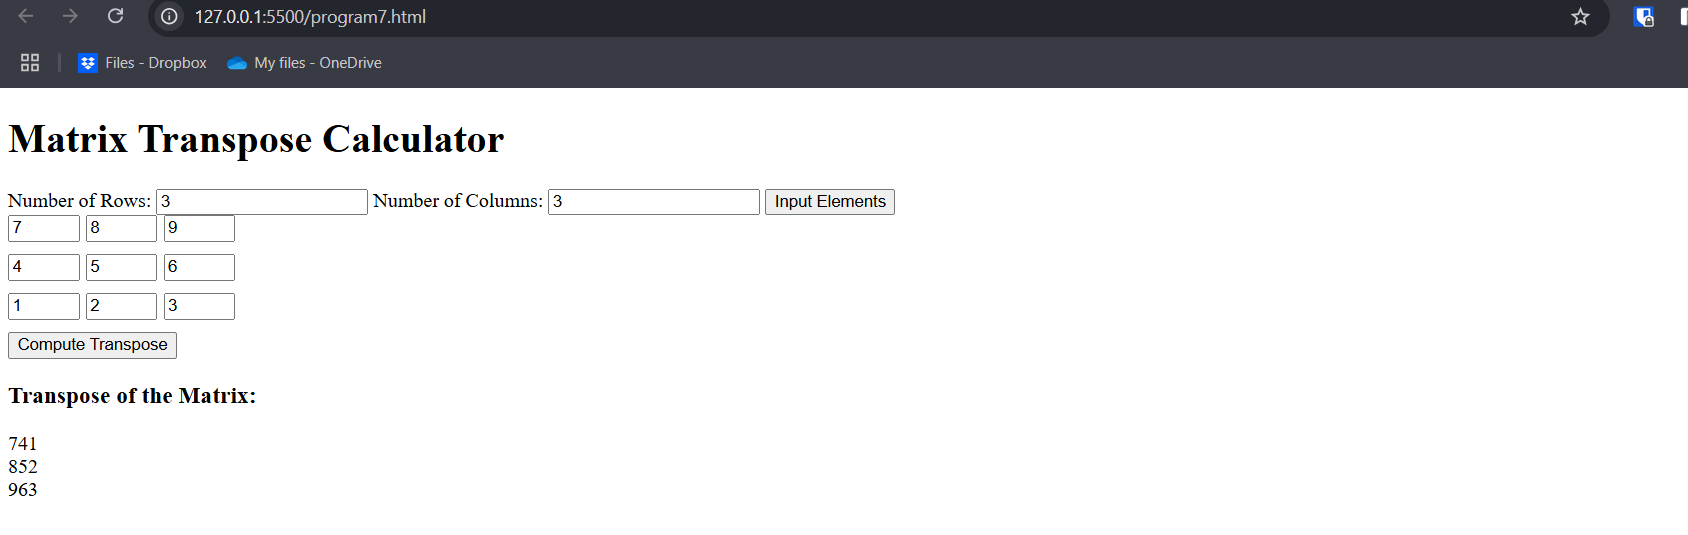 127.0.0.1:5500/program7.html
Files - Dropbox My files - OneDrive
Matrix Transpose Calculator
Number of Rows: 3 Number of Columns: 3 Input Elements
7 8 9
4 5 6
1 2 3
Compute Transpose
Transpose of the Matrix:
741
852
963